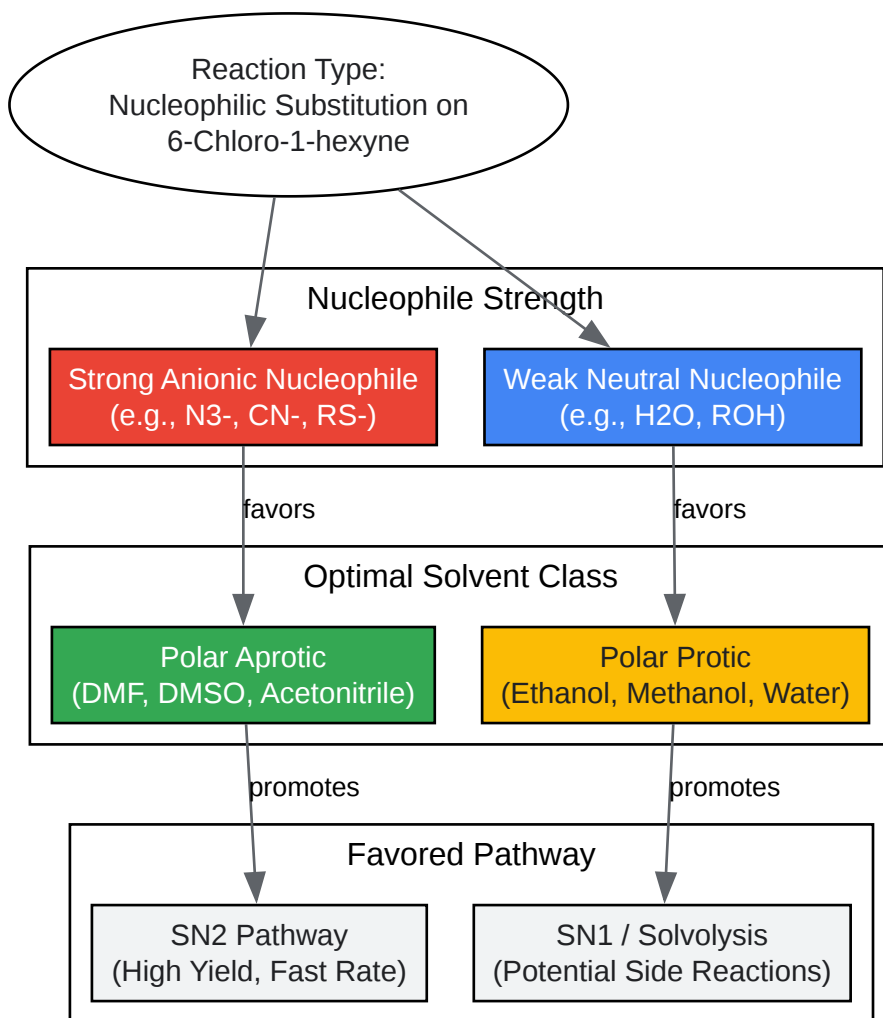 Reaction Type:
Nucleophilic Substitution on
6-Chloro-1-hexyne
Nucleophile Strength
Strong Anionic Nucleophile
(e.g., N3-, CN-, RS-)
Weak Neutral Nucleophile
(e.g., H2O, ROH)
favors
favors
Optimal Solvent Class
Polar Aprotic
(DMF, DMSO, Acetonitrile)
Polar Protic
(Ethanol, Methanol, Water)
promotes
promotes
Favored Pathway
SN2 Pathway
(High Yield, Fast Rate)
SN1 / Solvolysis
(Potential Side Reactions)